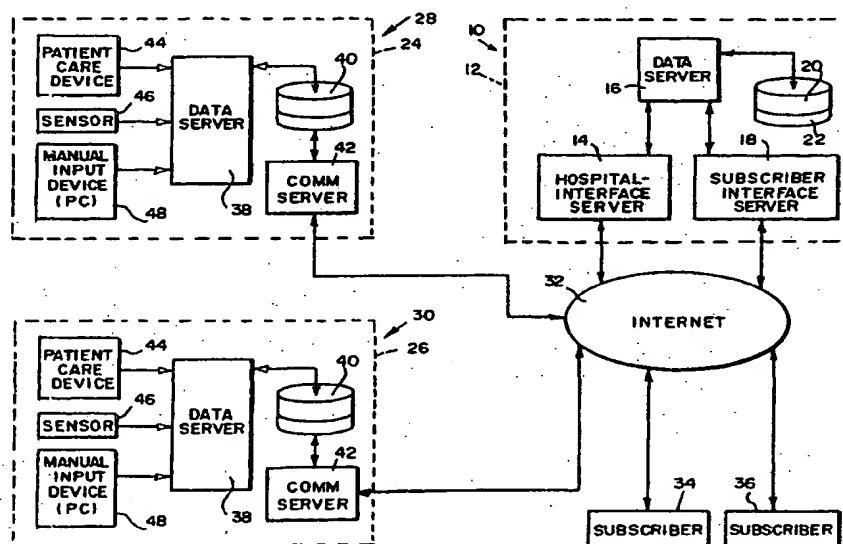 28
24
44
PATIENT
CARE
DEVICE
46
SENSOR
MANUAL
INPUT
DEVICE
(PC)
48
DATA
SERVER
38
40
42
COMM
SERVER
10
12
DATA
SERVER
16
20
22
14
HOSPITAL-
INTERFACE
SERVER
18
SUBSCRIBER
INTERFACE
SERVER
32
INTERNET
30
26
44
PATIENT
CARE
DEVICE
46
SENSOR
MANUAL
INPUT
DEVICE
(PC)
48
DATA
SERVER
38
40
42
COMM
SERVER
34
SUBSCRIBER
36
SUBSCRIBER